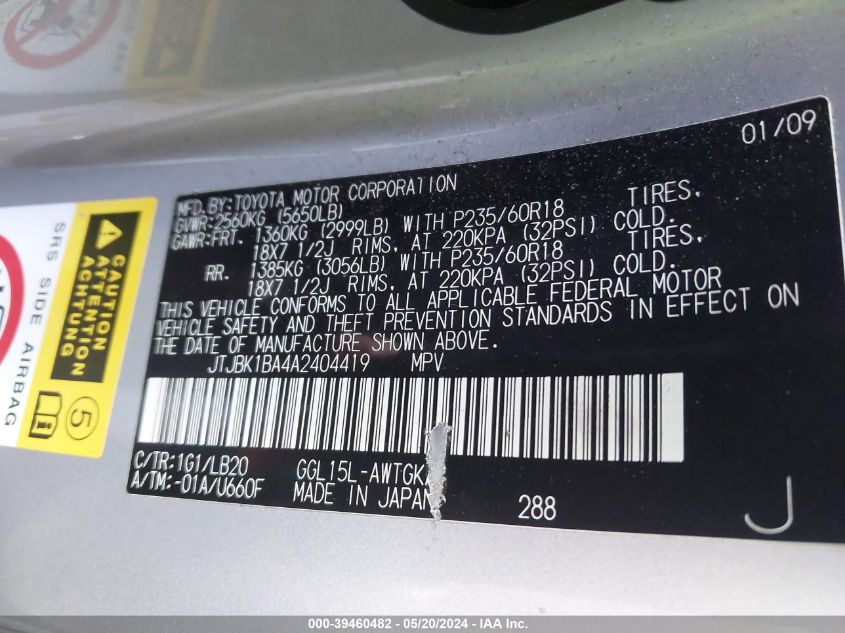 01/09
MFD.BY:TOYOTA MOTOR CORPORATION
GVWR:2560KG (5650LB)
GAWR:FRT. 1360KG (2999LB) WITH P235/60R18 TIRES,
18X7 1/2J RIMS, AT 220KPA (32PSI) COLD.
RR. 1385KG (3056LB) WITH P235/60R18 TIRES,
18X7 1/2J RIMS, AT 220KPA (32PSI) COLD.
THIS VEHICLE CONFORMS TO ALL APPLICABLE FEDERAL MOTOR
VEHICLE SAFETY AND THEFT PREVENTION STANDARDS IN EFFECT ON
THE DATE OF MANUFACTURE SHOWN ABOVE.
JTJBK1BA4A2404419 MPV
C/TR:1G1/LB20 GGL15L-AWTGKA
A/TM:-01A/U660F MADE IN JAPAN 288 J
SRS SIDE AIRBAG
CAUTION
ATTENTION
ACHTUNG
i 5
000-39460482 / 05/20/2024 - IAA Inc.